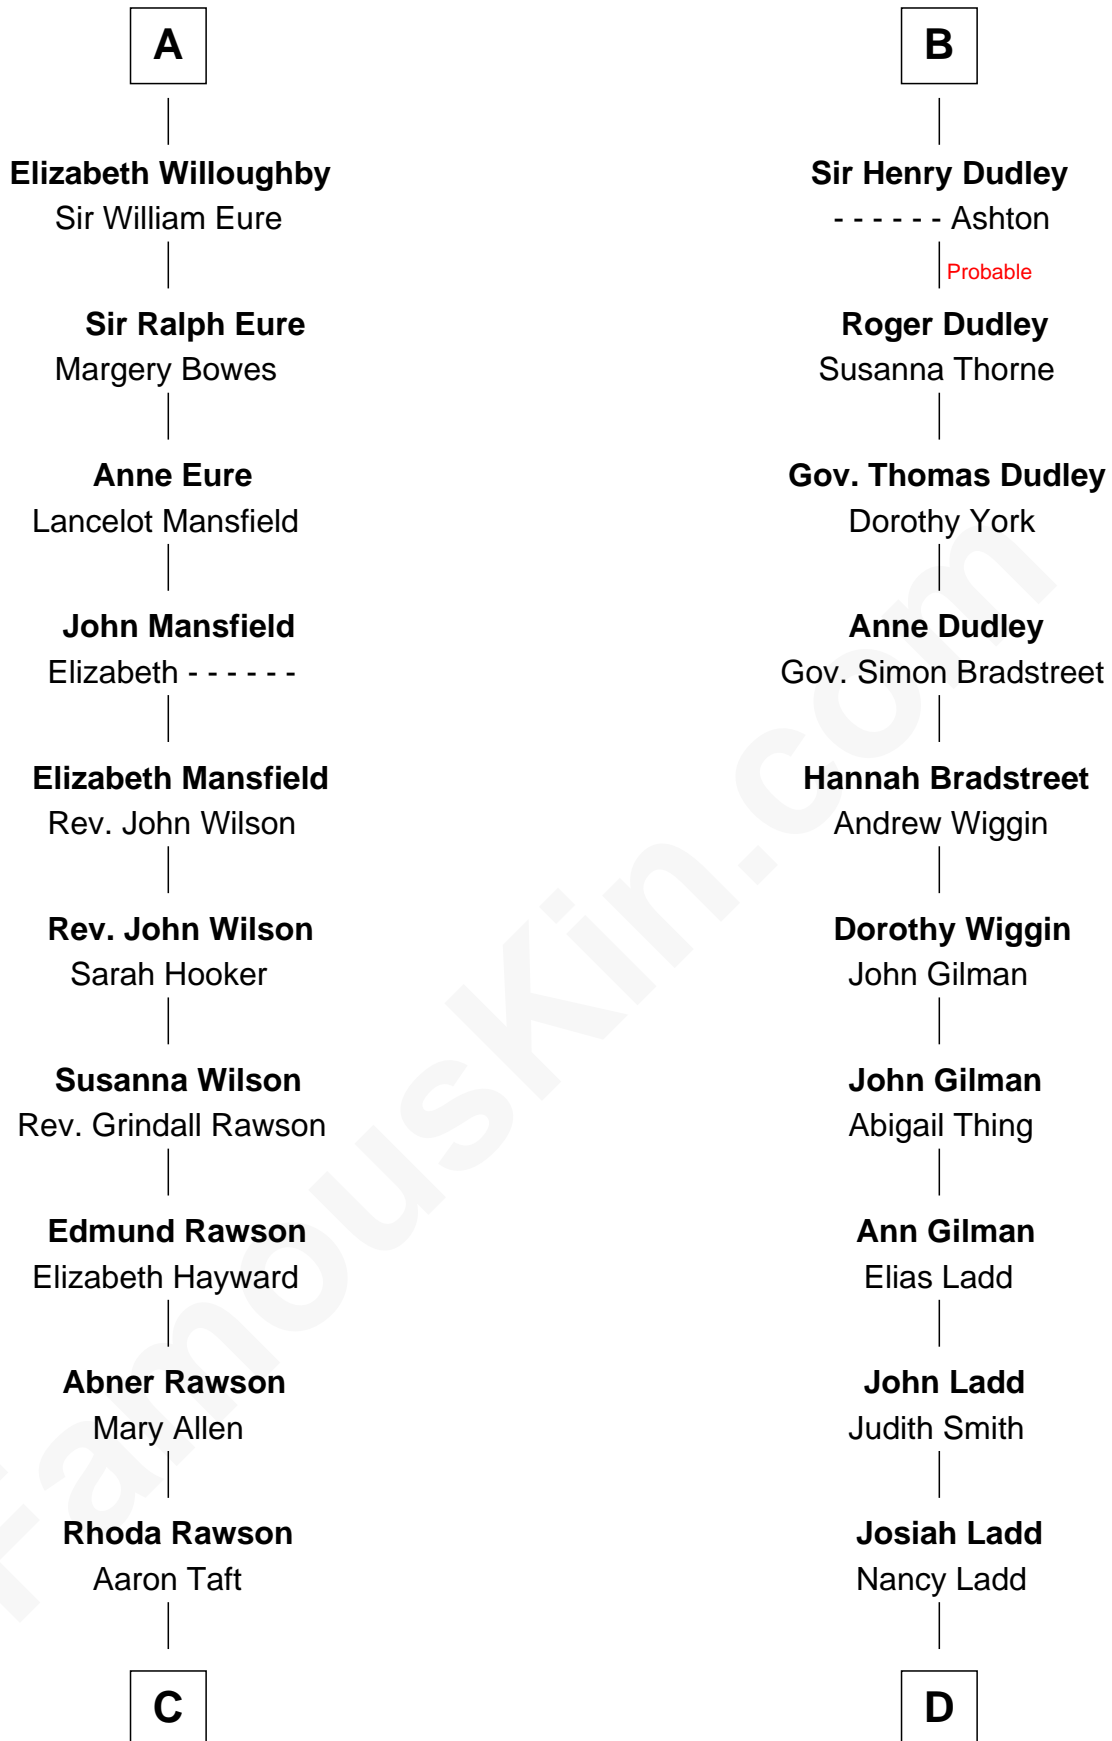 A
Elizabeth Willoughby
Sir William Eure
Sir Ralph Eure
Margery Bowes
Anne Eure
Lancelot Mansfield
John Mansfield
Elizabeth - - - - - -
Elizabeth Mansfield
Rev. John Wilson
Rev. John Wilson
Sarah Hooker
Susanna Wilson
Rev. Grindall Rawson
Edmund Rawson
Elizabeth Hayward
Abner Rawson
Mary Allen
Rhoda Rawson
Aaron Taft
C
B
Sir Henry Dudley
- - - - - - Ashton
Probable
Roger Dudley
Susanna Thorne
Gov. Thomas Dudley
Dorothy York
Anne Dudley
Gov. Simon Bradstreet
Hannah Bradstreet
Andrew Wiggin
Dorothy Wiggin
John Gilman
John Gilman
Abigail Thing
Ann Gilman
Elias Ladd
John Ladd
Judith Smith
Josiah Ladd
Nancy Ladd
D
FamousKin.com